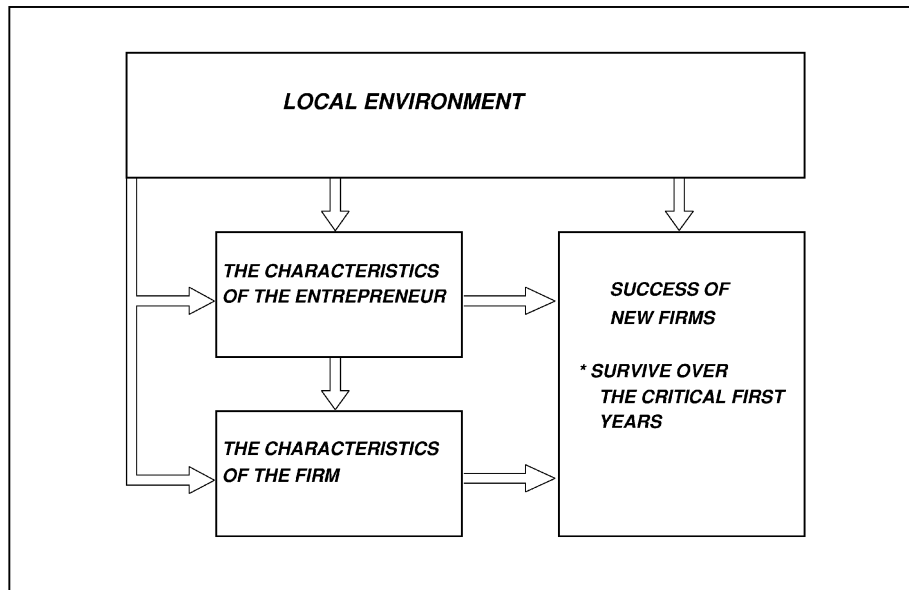 LOCAL ENVIRONMENT
THE CHARACTERISTICS
OF THE ENTREPRENEUR
SUCCESS OF
NEW FIRMS
* SURVIVE OVER
THE CRITICAL FIRST
YEARS
THE CHARACTERISTICS
OF THE FIRM